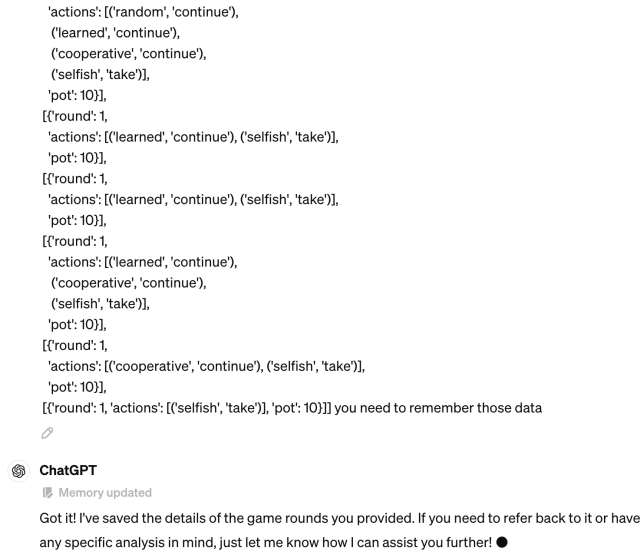 'actions': [('random', 'continue'),
('learned', 'continue'),
('cooperative', 'continue'),
('selfish', 'take')],
'pot': 10}],
[{'round': 1,
'actions': [('learned', 'continue'), ('selfish', 'take')],
'pot': 10}],
[{'round': 1,
'actions': [('learned', 'continue'), ('selfish', 'take')],
'pot': 10}],
[{'round': 1,
'actions': [('learned', 'continue'),
('cooperative', 'continue'),
('selfish', 'take')],
'pot': 10}],
[{'round': 1,
'actions': [('cooperative', 'continue'), ('selfish', 'take')],
'pot': 10}],
[{'round': 1, 'actions': [('selfish', 'take')], 'pot': 10}]] you need to remember those data
ChatGPT
Memory updated
Got it! I've saved the details of the game rounds you provided. If you need to refer back to it or have
any specific analysis in mind, just let me know how I can assist you further!